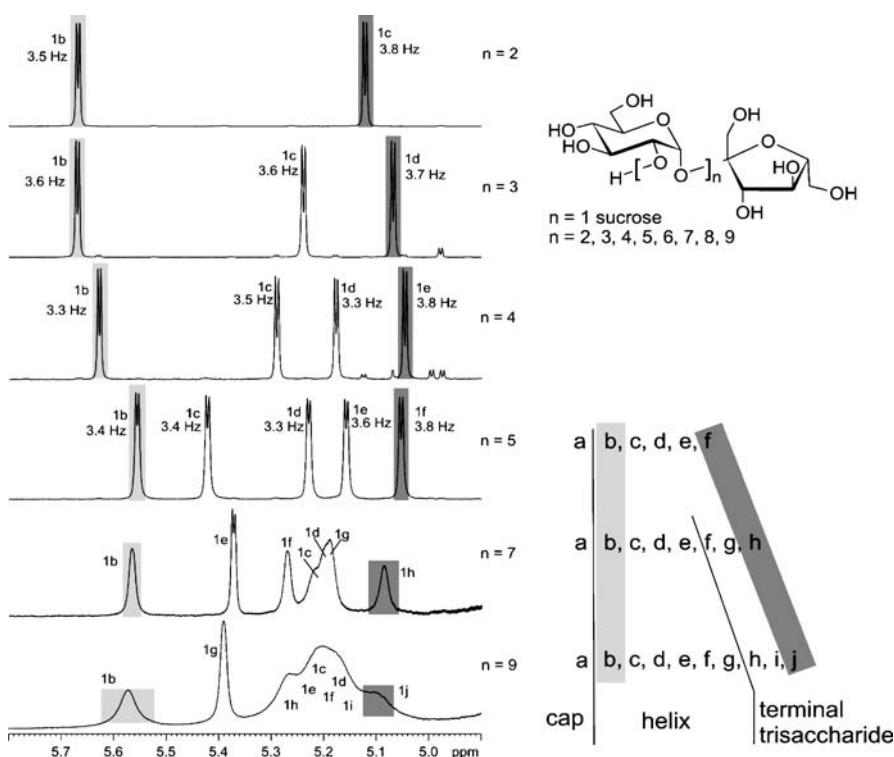 1b
3.5 Hz
1c
3.8 Hz
n = 2
1b
3.6 Hz
1c
3.6 Hz
1d
3.7 Hz
n = 3
1b
3.3 Hz
1c
3.5 Hz
1d
3.3 Hz
1e
3.8 Hz
n = 4
1b
3.4 Hz
1c
3.4 Hz
1d
3.3 Hz
1e
3.6 Hz
1f
3.8 Hz
n = 5
1b
1e
1f
1c
1d
1g
1h
n = 7
1b
1g
1h
1e
1c
1f
1d
1i
1j
n = 9
5.7 5.6 5.5 5.4 5.3 5.2 5.1 5.0 ppm
OH
HO
O
HO
O
O
H
n
OH
O
HO
OH
OH
n = 1 sucrose
n = 2, 3, 4, 5, 6, 7, 8, 9
a b, c, d, e, f
a b, c, d, e, f, g, h
a b, c, d, e, f, g, h, i, j
cap helix terminal
trisaccharide